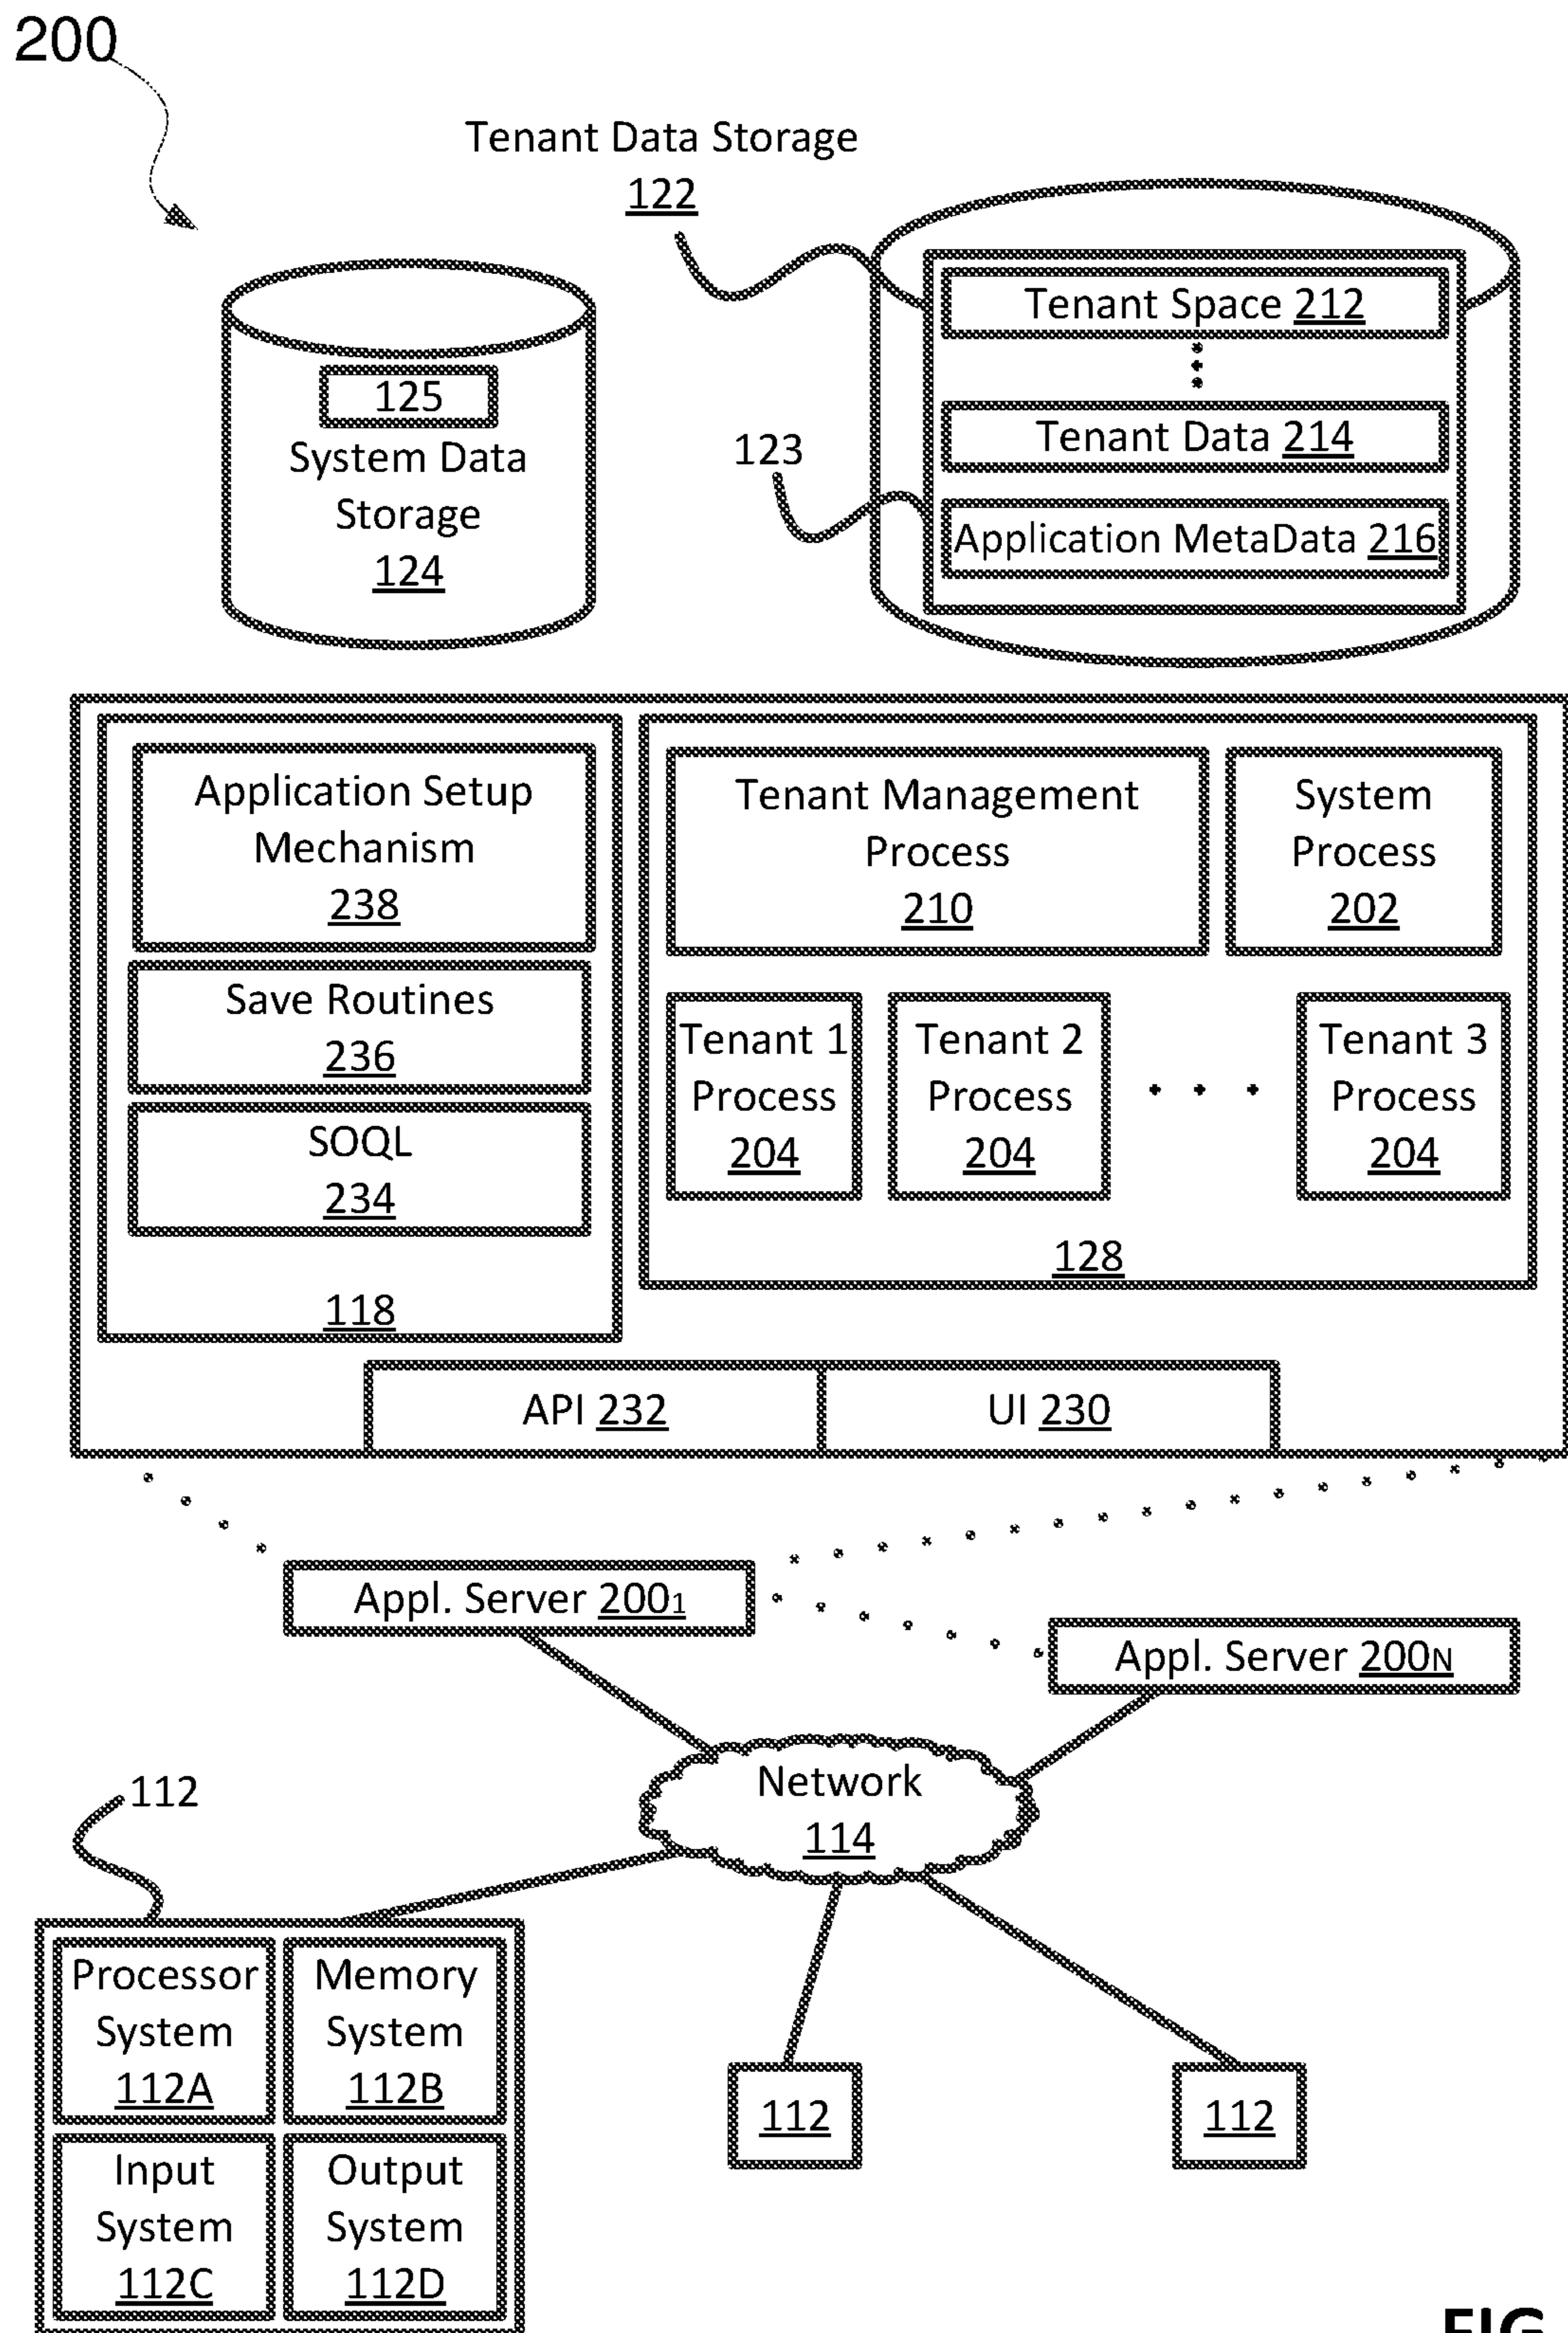 200
Tenant Data Storage
122
Tenant Space 212
125
System Data
Storage
124
123
Tenant Data 214
Application MetaData 216
Application Setup
Mechanism
238
Save Routines
236
SOQL
234
118
Tenant Management
Process
210
System
Process
202
Tenant 1
Process
204
Tenant 2
Process
204
Tenant 3
Process
204
128
API 232
UI 230
Appl. Server 2001
Appl. Server 200N
Network
114
112
Processor
System
112A
Memory
System
112B
Input
System
112C
Output
System
112D
112
112
FIG